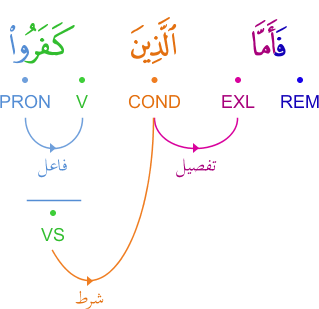 فَأَمَّا ٱلَّذِينَ كَفَرُوا۟
REM EXL COND V PRON
تفصيل فاعل
VS
شرط